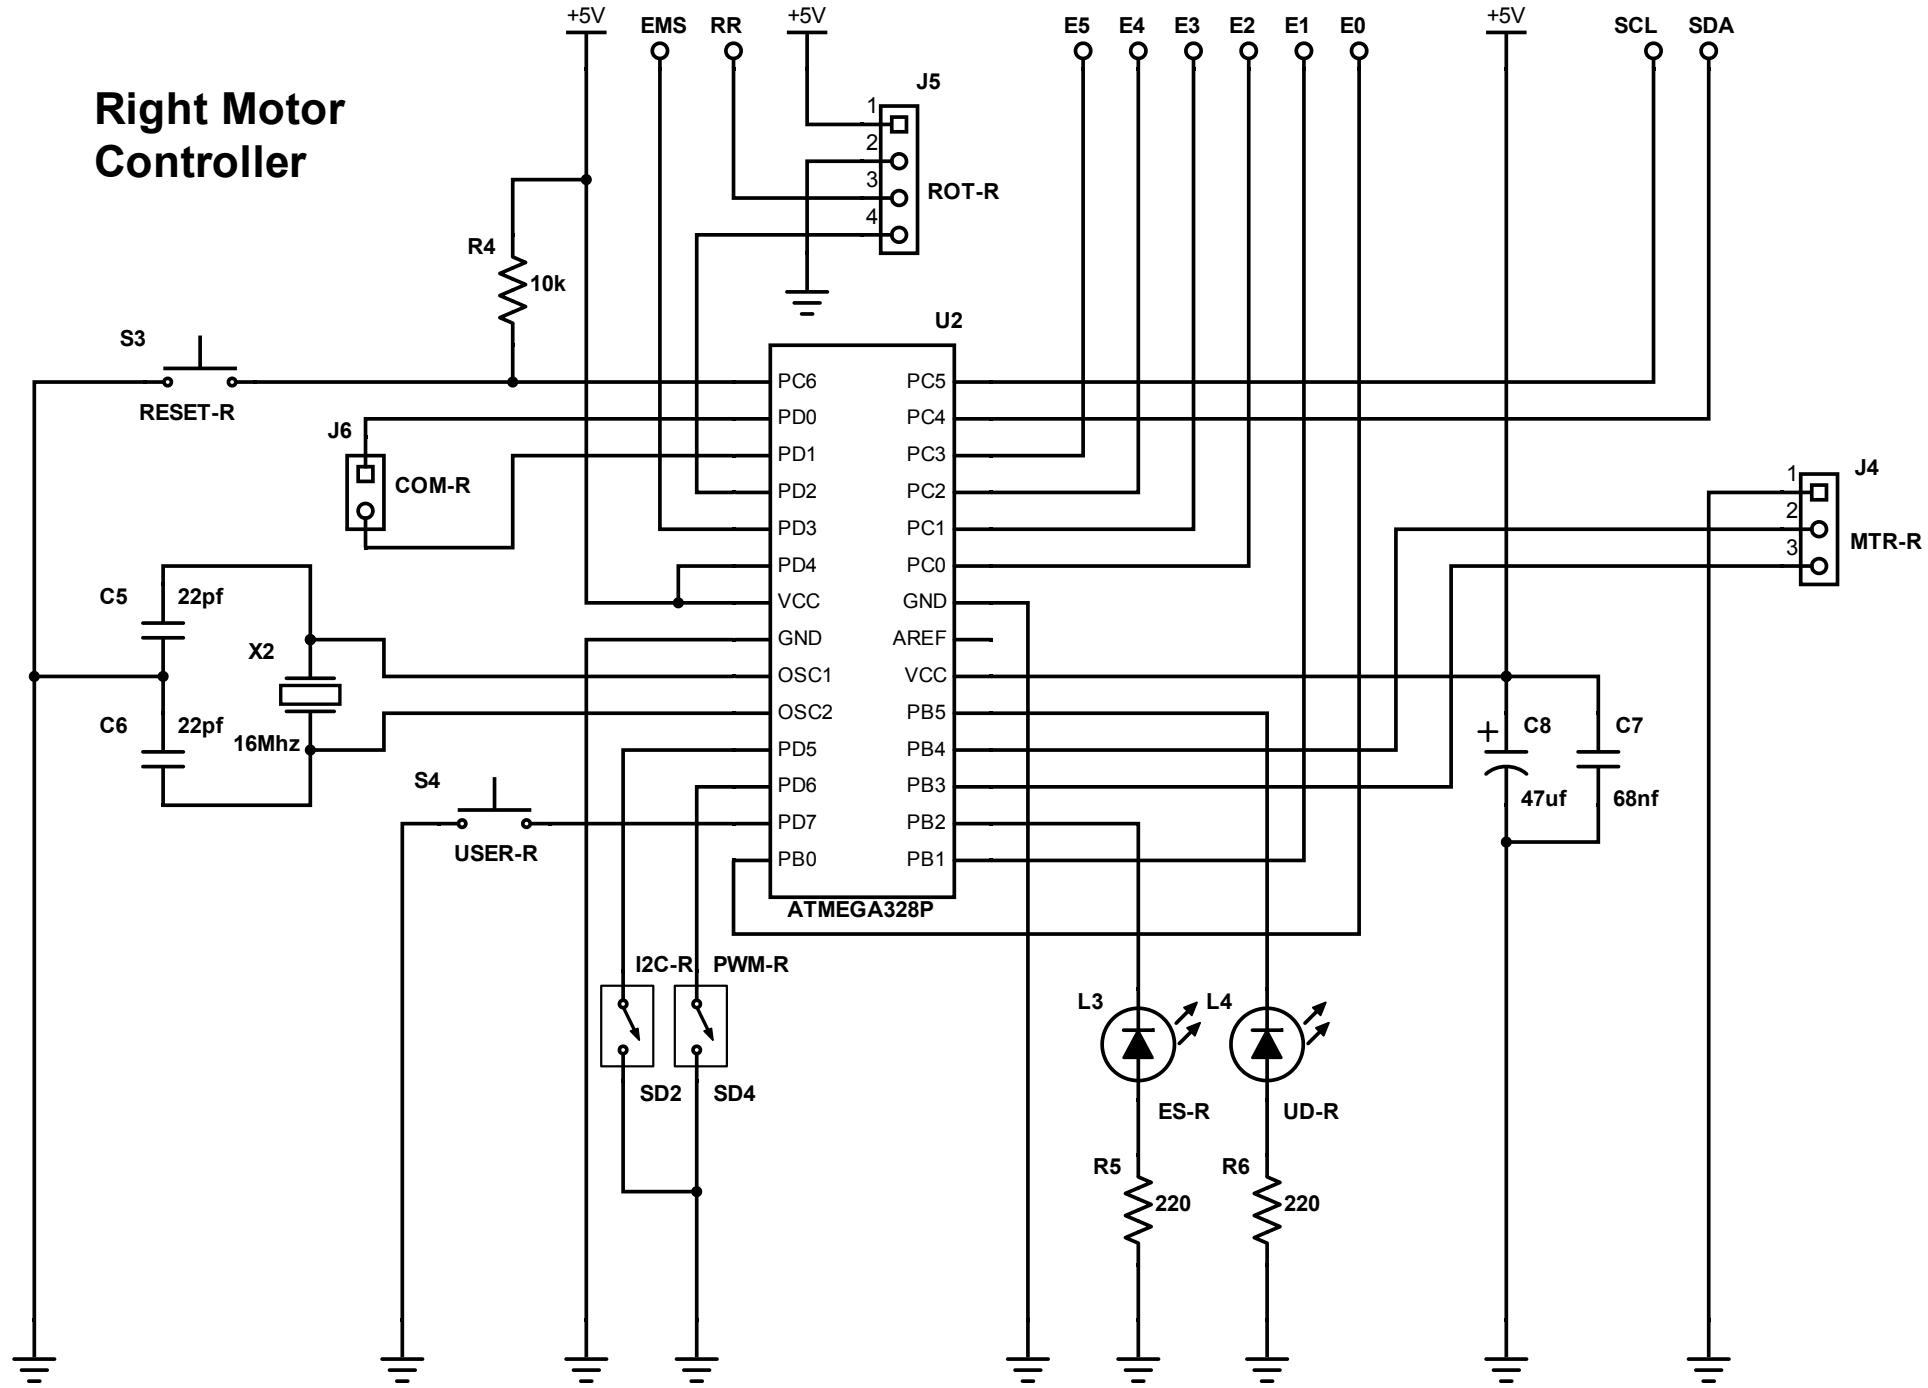 +5V EMS RR +5V E5 E4 E3 E2 E1 E0 +5V SCL SDA
Right Motor
Controller
J5
1
2
3
4
ROT-R
R4
10k
S3
RESET-R
U2
PC6 PC5
PD0 PC4
PD1 PC3
PD2 PC2
PD3 PC1
PD4 PC0
VCC GND
GND AREF
OSC1 VCC
OSC2 PB5
PD5 PB4
PD6 PB3
PD7 PB2
PB0 PB1
ATMEGA328P
J6
COM-R
J4
1
2
3
MTR-R
C5 22pf
X2
C6 22pf
16Mhz
S4
USER-R
C8 C7
+
47uf 68nf
I2C-R PWM-R
SD2 SD4
L3 L4
ES-R UD-R
R5 R6
220 220